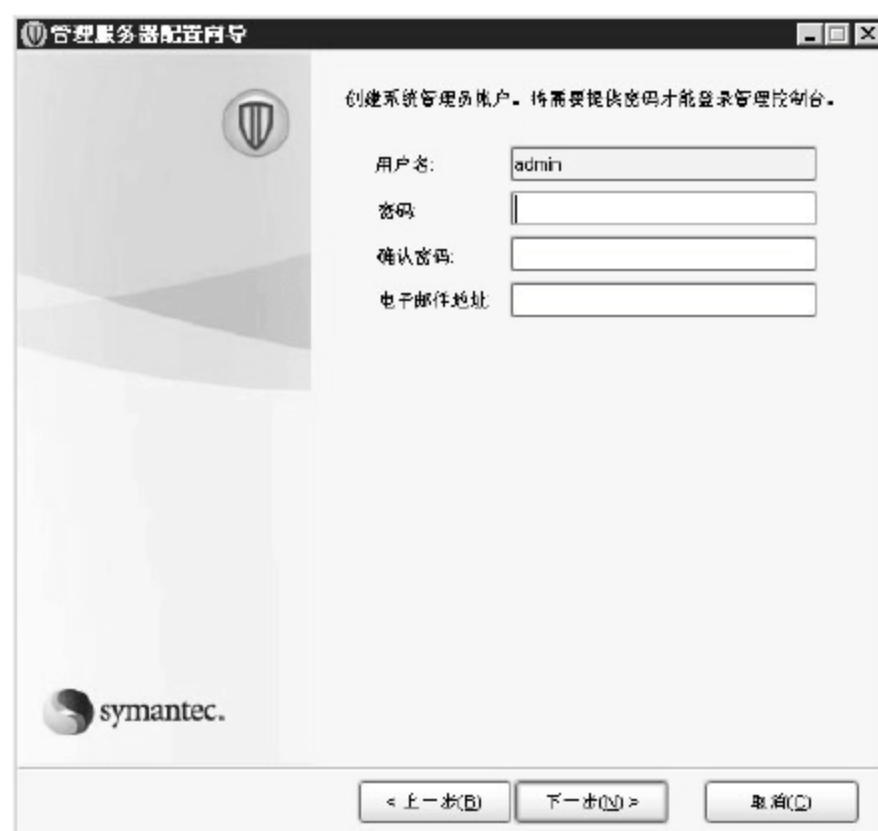 管理服务器配置向导
创建系统管理员账户。将需要提供密码才能登录管理控制台。
用户名: admin
密码:
确认密码:
电子邮件地址:
symantec.
< 上一步(B) 下一步(N) > 取消(C)